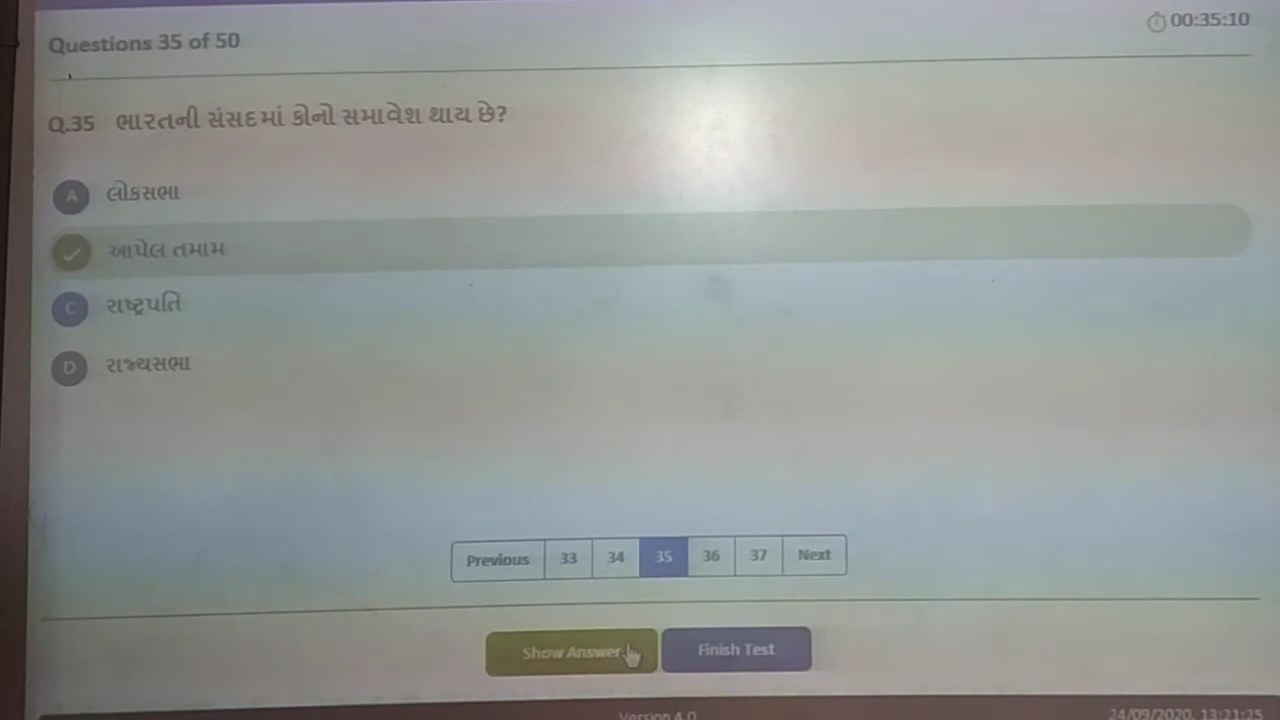 Questions 35 of 50
00:35:10
Q.35 ભારતની સંસદમાં કોનો સમાવેશ થાય છે?
A લોકસભા
આપેલ તમામ
C રાષ્ટ્રપતિ
D રાજ્યસભા
Previous 33 34 35 36 37 Next
Show Answer Finish Test
Version 4.0
24/09/2020, 13:21:25